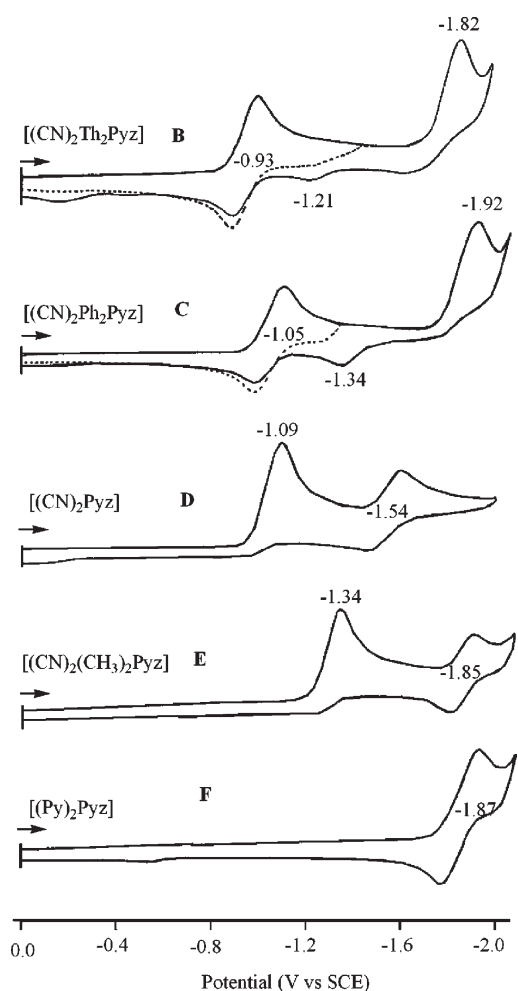 -1.82
[(CN)2Th2Pyz] B
-0.93
-1.21
-1.92
[(CN)2Ph2Pyz] C
-1.05
-1.34
-1.09
[(CN)2Pyz] D
-1.54
-1.34
[(CN)2(CH3)2Pyz] E
-1.85
[(Py)2Pyz] F
-1.87
0.0 -0.4 -0.8 -1.2 -1.6 -2.0
Potential (V vs SCE)